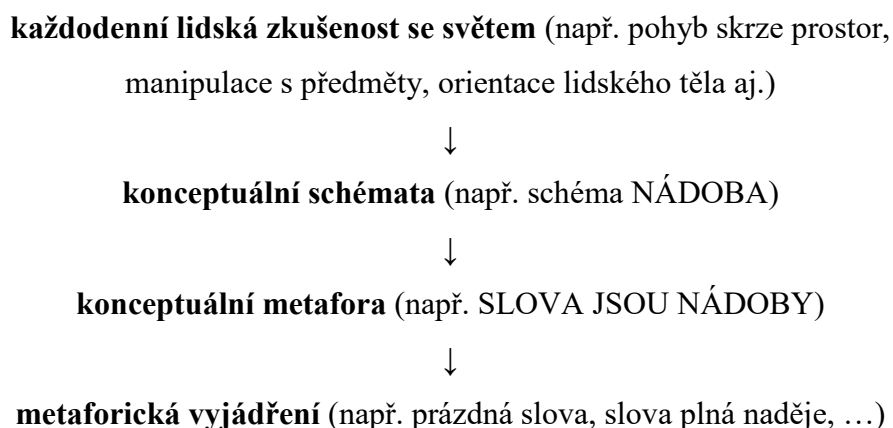 každodenní lidská zkušenost se světem (např. pohyb skrze prostor,
manipulace s předměty, orientace lidského těla aj.)
↓
konceptuální schémata (např. schéma NÁDOBA)
↓
konceptuální metafora (např. SLOVA JSOU NÁDOBY)
↓
metaforická vyjádření (např. prázdná slova, slova plná naděje, …)